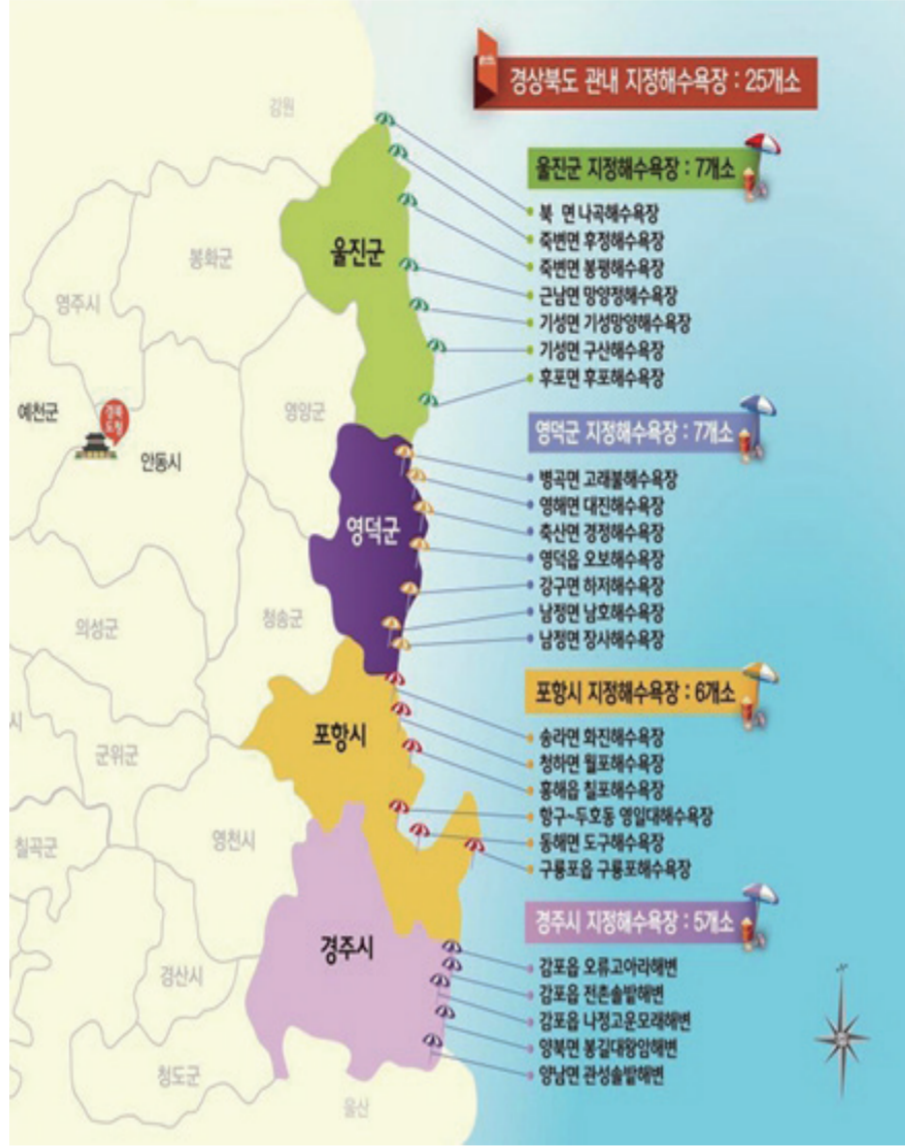 경상북도 관내 지정해수욕장 : 25개소
강원
울진군 지정해수욕장 : 7개소
북 면 나곡해수욕장
죽변면 후정해수욕장
죽변면 봉평해수욕장
근남면 망양정해수욕장
기성면 기성망양해수욕장
기성면 구산해수욕장
후포면 후포해수욕장
울진군
봉화군
영주시
예천군
경북
도청
안동시
영양군
영덕군 지정해수욕장 : 7개소
병곡면 고래불해수욕장
영해면 대진해수욕장
축산면 경정해수욕장
영덕읍 오보해수욕장
강구면 하저해수욕장
남정면 남호해수욕장
남정면 장사해수욕장
영덕군
청송군
의성군
포항시 지정해수욕장 : 6개소
송라면 화진해수욕장
청하면 월포해수욕장
흥해읍 칠포해수욕장
항구~두호동 영일대해수욕장
동해면 도구해수욕장
구룡포읍 구룡포해수욕장
포항시
시
군위군
칠곡군
영천시
경주시 지정해수욕장 : 5개소
감포읍 오류고아라해변
감포읍 전촌솔밭해변
감포읍 나정고운모래해변
양북면 봉길대왕암해변
양남면 관성솔밭해변
경주시
경산시
청도군
울산